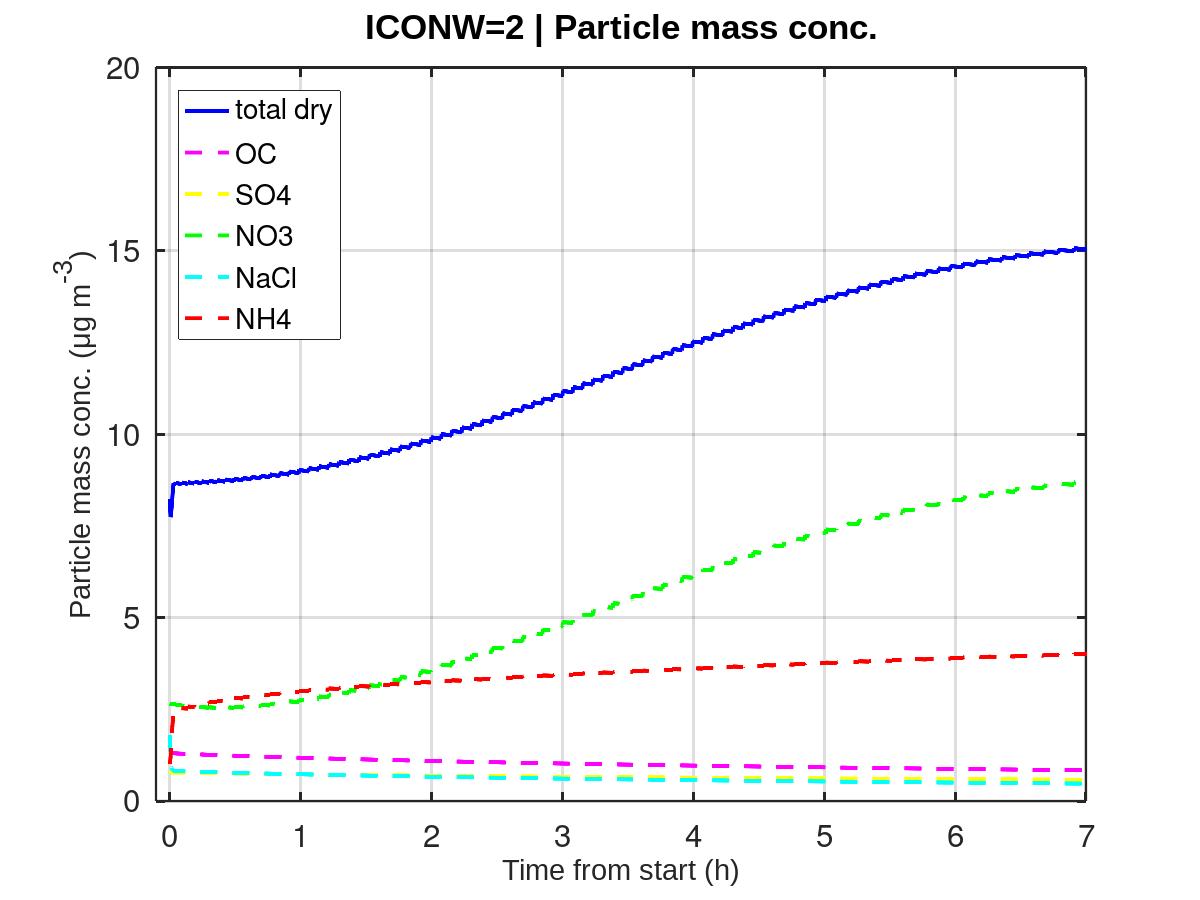 ICONW=2 | Particle mass conc.
20
15
10
5
0
Particle mass conc. (μg m-3)
total dry
OC
SO4
NO3
NaCl
NH4
0 1 2 3 4 5 6 7
Time from start (h)